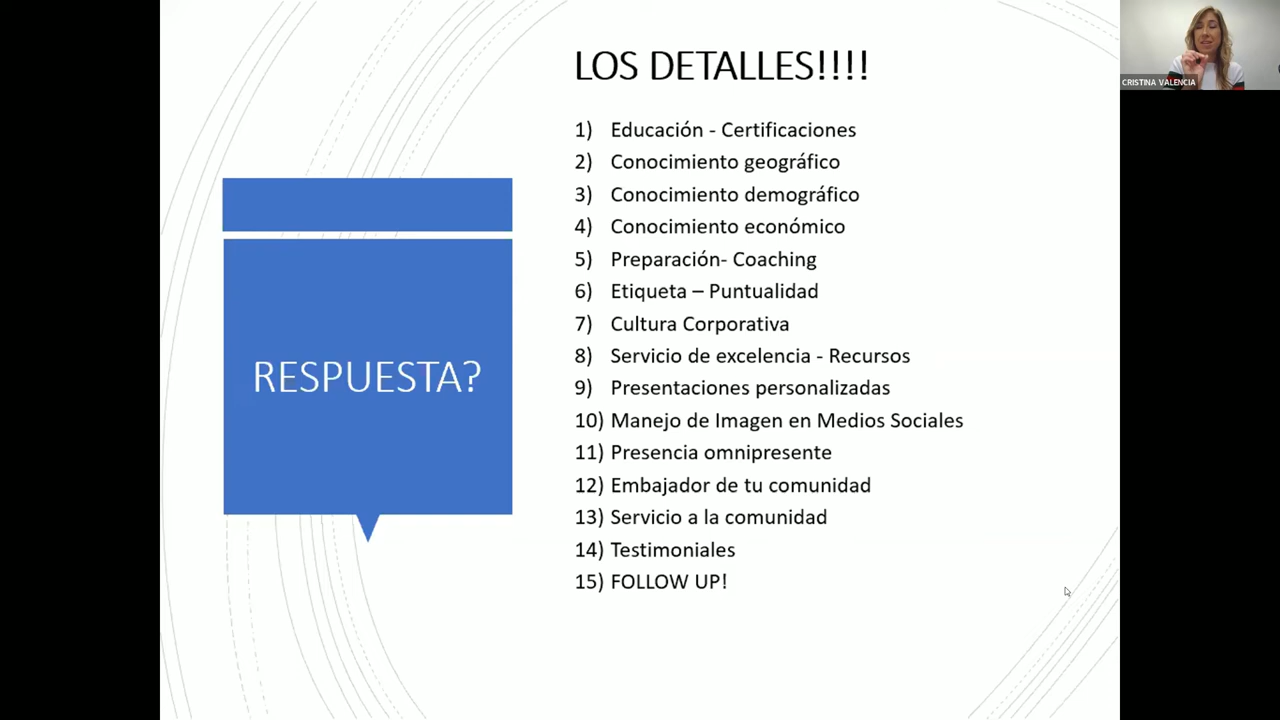 LOS DETALLES!!!!
1) Educación - Certificaciones
2) Conocimiento geográfico
3) Conocimiento demográfico
4) Conocimiento económico
5) Preparación- Coaching
6) Etiqueta – Puntualidad
7) Cultura Corporativa
8) Servicio de excelencia - Recursos
9) Presentaciones personalizadas
10) Manejo de Imagen en Medios Sociales
11) Presencia omnipresente
12) Embajador de tu comunidad
13) Servicio a la comunidad
14) Testimoniales
15) FOLLOW UP!
RESPUESTA?
CRISTINA VALENCIA